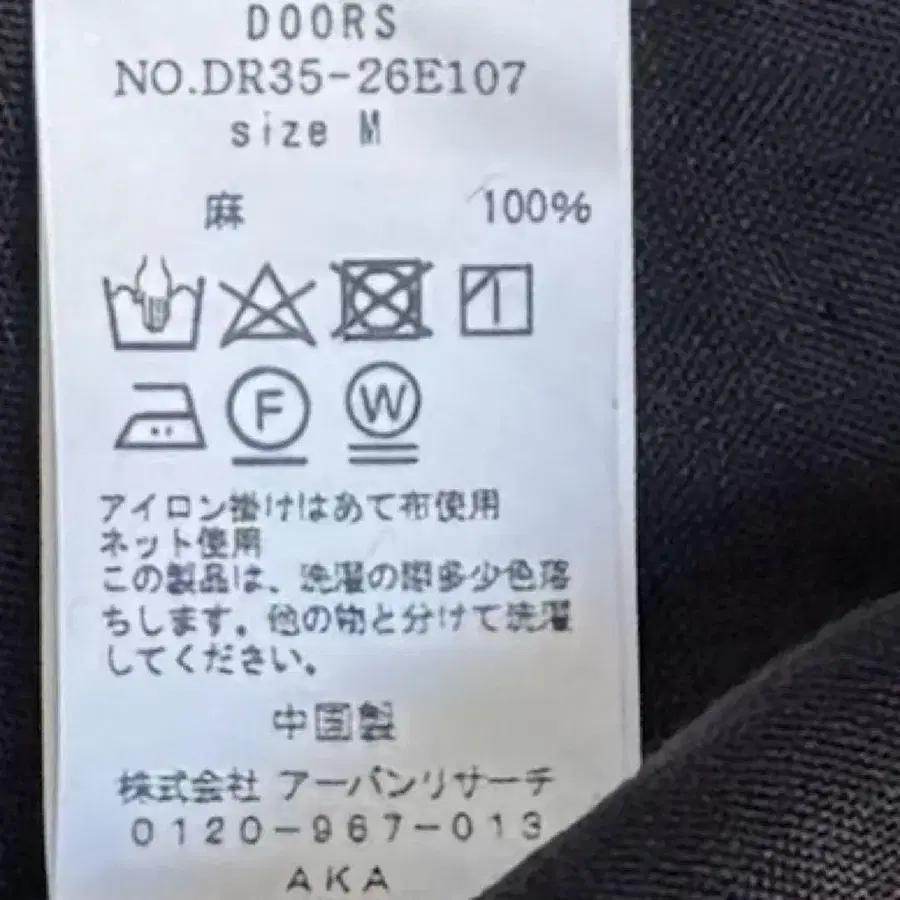 DOORS
NO.DR35-26E107
size M
麻 100%
F W
アイロン掛けはあて布使用
ネット使用
この製品は、洗濯の際多少色落
ちします。他の物と分けて洗濯
してください。
中国製
株式会社 アーバンリサーチ
0120-967-013
AKA